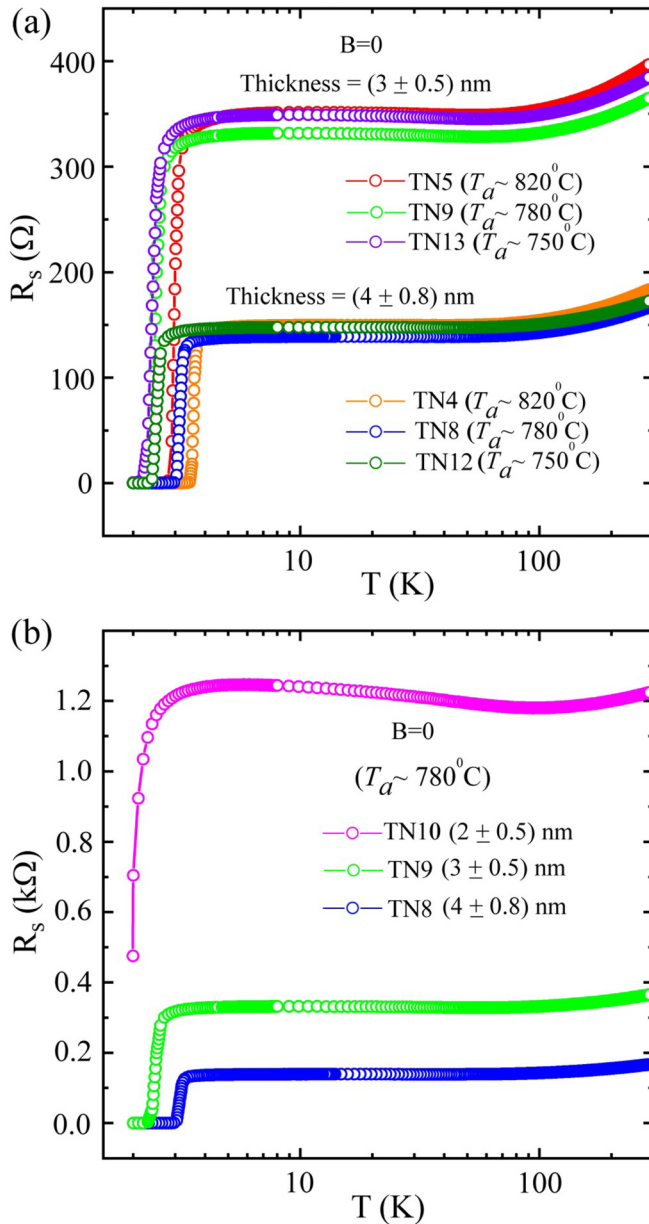 (a)
B=0
Thickness = (3 ± 0.5) nm
400
300
200
100
0
R_s (Ω)
TN5 (T_a ~ 820⁰C)
TN9 (T_a ~ 780⁰C)
TN13 (T_a ~ 750⁰C)
Thickness = (4 ± 0.8) nm
TN4 (T_a ~ 820⁰C)
TN8 (T_a ~ 780⁰C)
TN12 (T_a ~ 750⁰C)
10 100
T (K)
(b)
1.2
1.0
0.8
0.6
0.4
0.2
0.0
R_s (kΩ)
B=0
(T_a ~ 780⁰C)
TN10 (2 ± 0.5) nm
TN9 (3 ± 0.5) nm
TN8 (4 ± 0.8) nm
10 100
T (K)